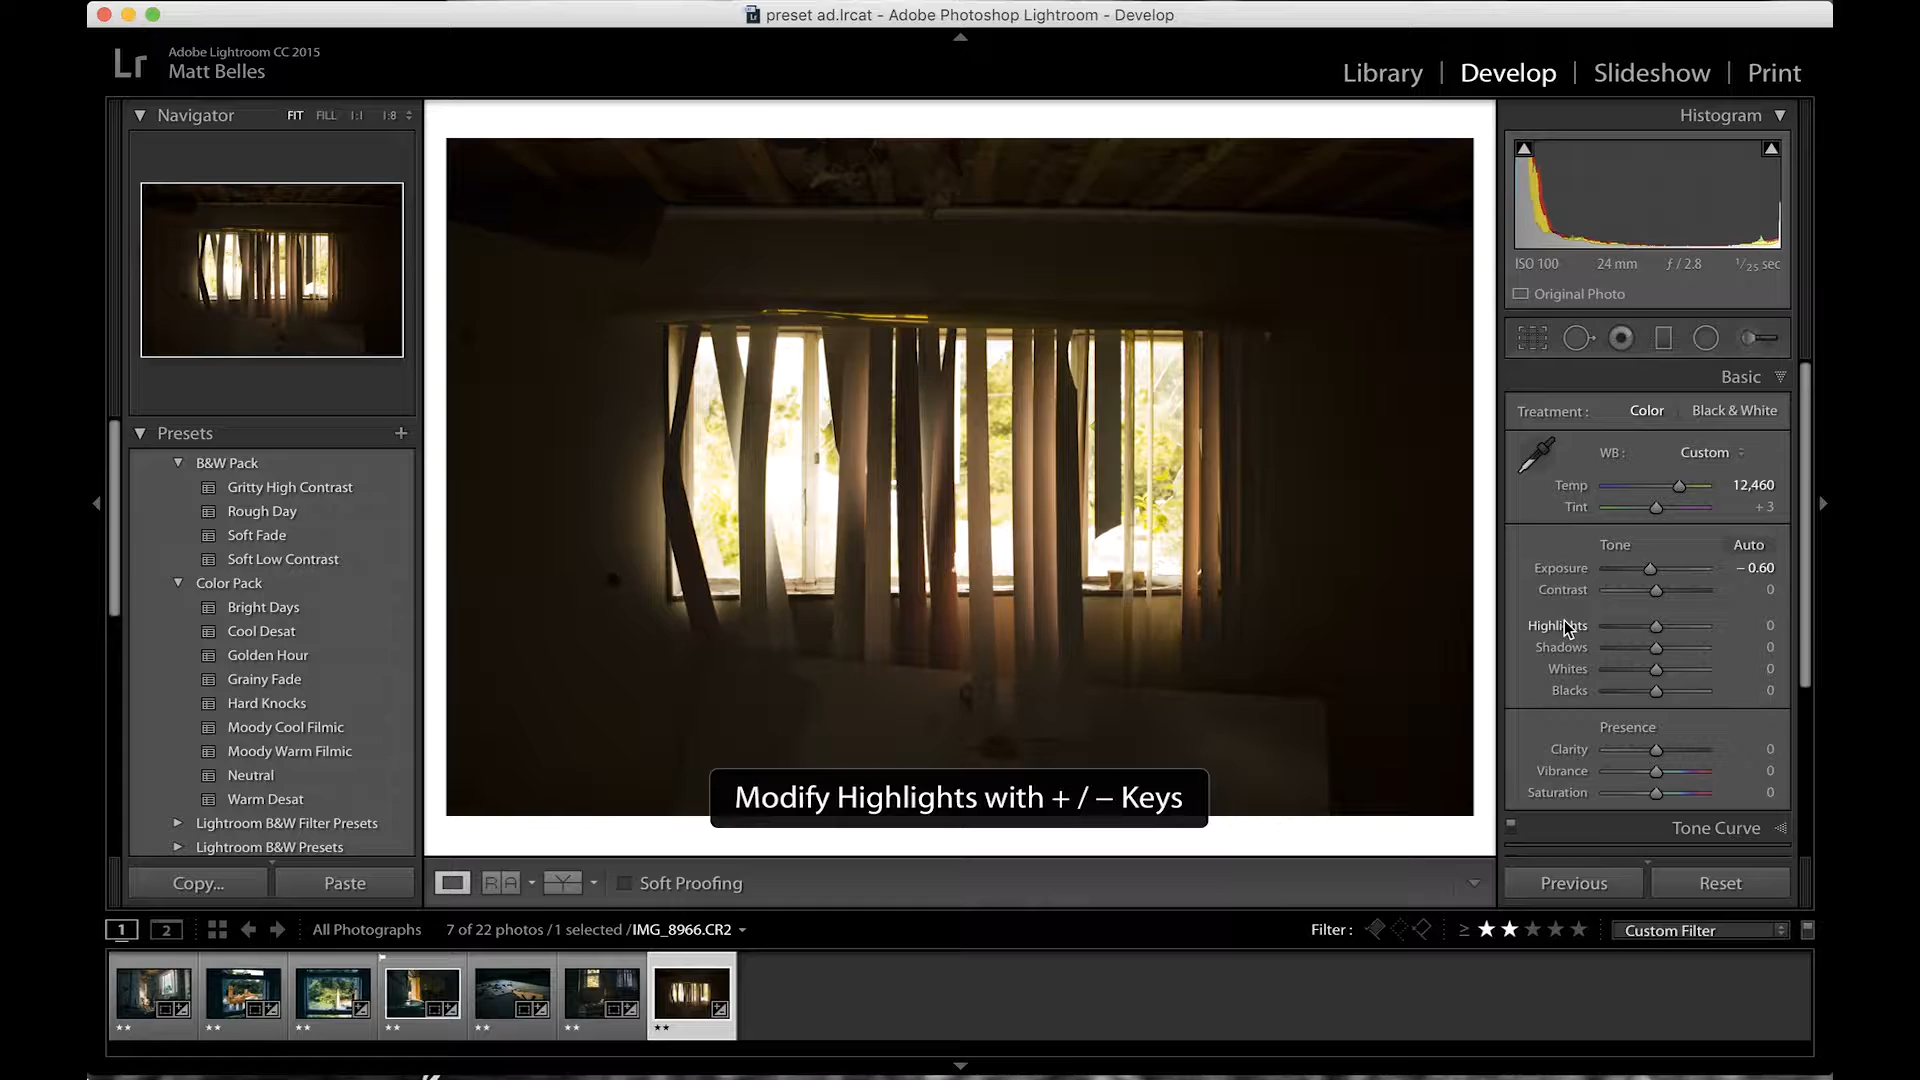 preset ad.lrcat - Adobe Photoshop Lightroom - Develop
Lr
Adobe Lightroom CC 2015
Matt Belles
Library | Develop | Slideshow | Print
Navigator FIT FILL 1:1 1:8
Presets +
B&W Pack
Gritty High Contrast
Rough Day
Soft Fade
Soft Low Contrast
Color Pack
Bright Days
Cool Desat
Golden Hour
Grainy Fade
Hard Knocks
Moody Cool Filmic
Moody Warm Filmic
Neutral
Warm Desat
Lightroom B&W Filter Presets
Lightroom B&W Presets
Copy... Paste
Modify Highlights with + / – Keys
Soft Proofing
Histogram
ISO 100 24 mm ƒ / 2.8 1/25 sec
Original Photo
Basic
Treatment : Color Black & White
WB : Custom
Temp 12,460
Tint + 3
Tone Auto
Exposure – 0.60
Contrast 0
Highlights 0
Shadows 0
Whites 0
Blacks 0
Presence
Clarity 0
Vibrance 0
Saturation 0
Tone Curve
Previous Reset
1 2 All Photographs 7 of 22 photos / 1 selected / IMG_8966.CR2 Filter : ≥ ★★★★★ Custom Filter